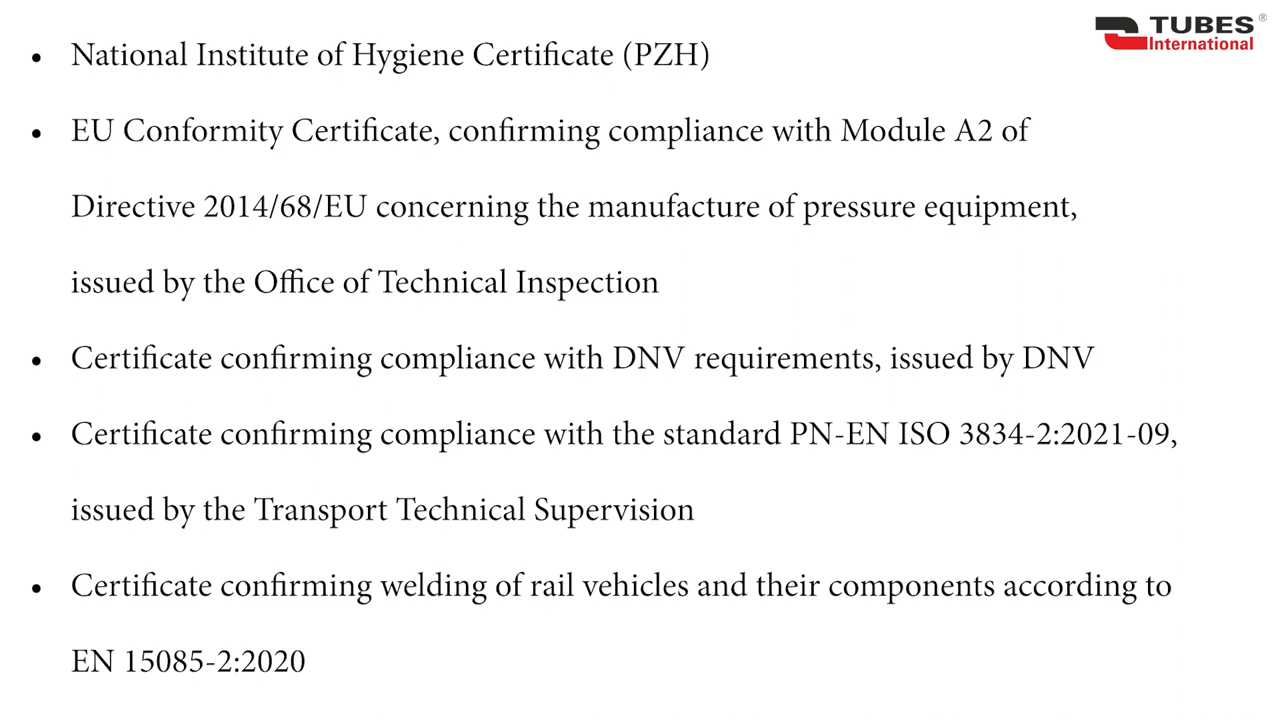 TUBES®
International
• National Institute of Hygiene Certificate (PZH)
• EU Conformity Certificate, confirming compliance with Module A2 of
Directive 2014/68/EU concerning the manufacture of pressure equipment,
issued by the Office of Technical Inspection
• Certificate confirming compliance with DNV requirements, issued by DNV
• Certificate confirming compliance with the standard PN-EN ISO 3834-2:2021-09,
issued by the Transport Technical Supervision
• Certificate confirming welding of rail vehicles and their components according to
EN 15085-2:2020